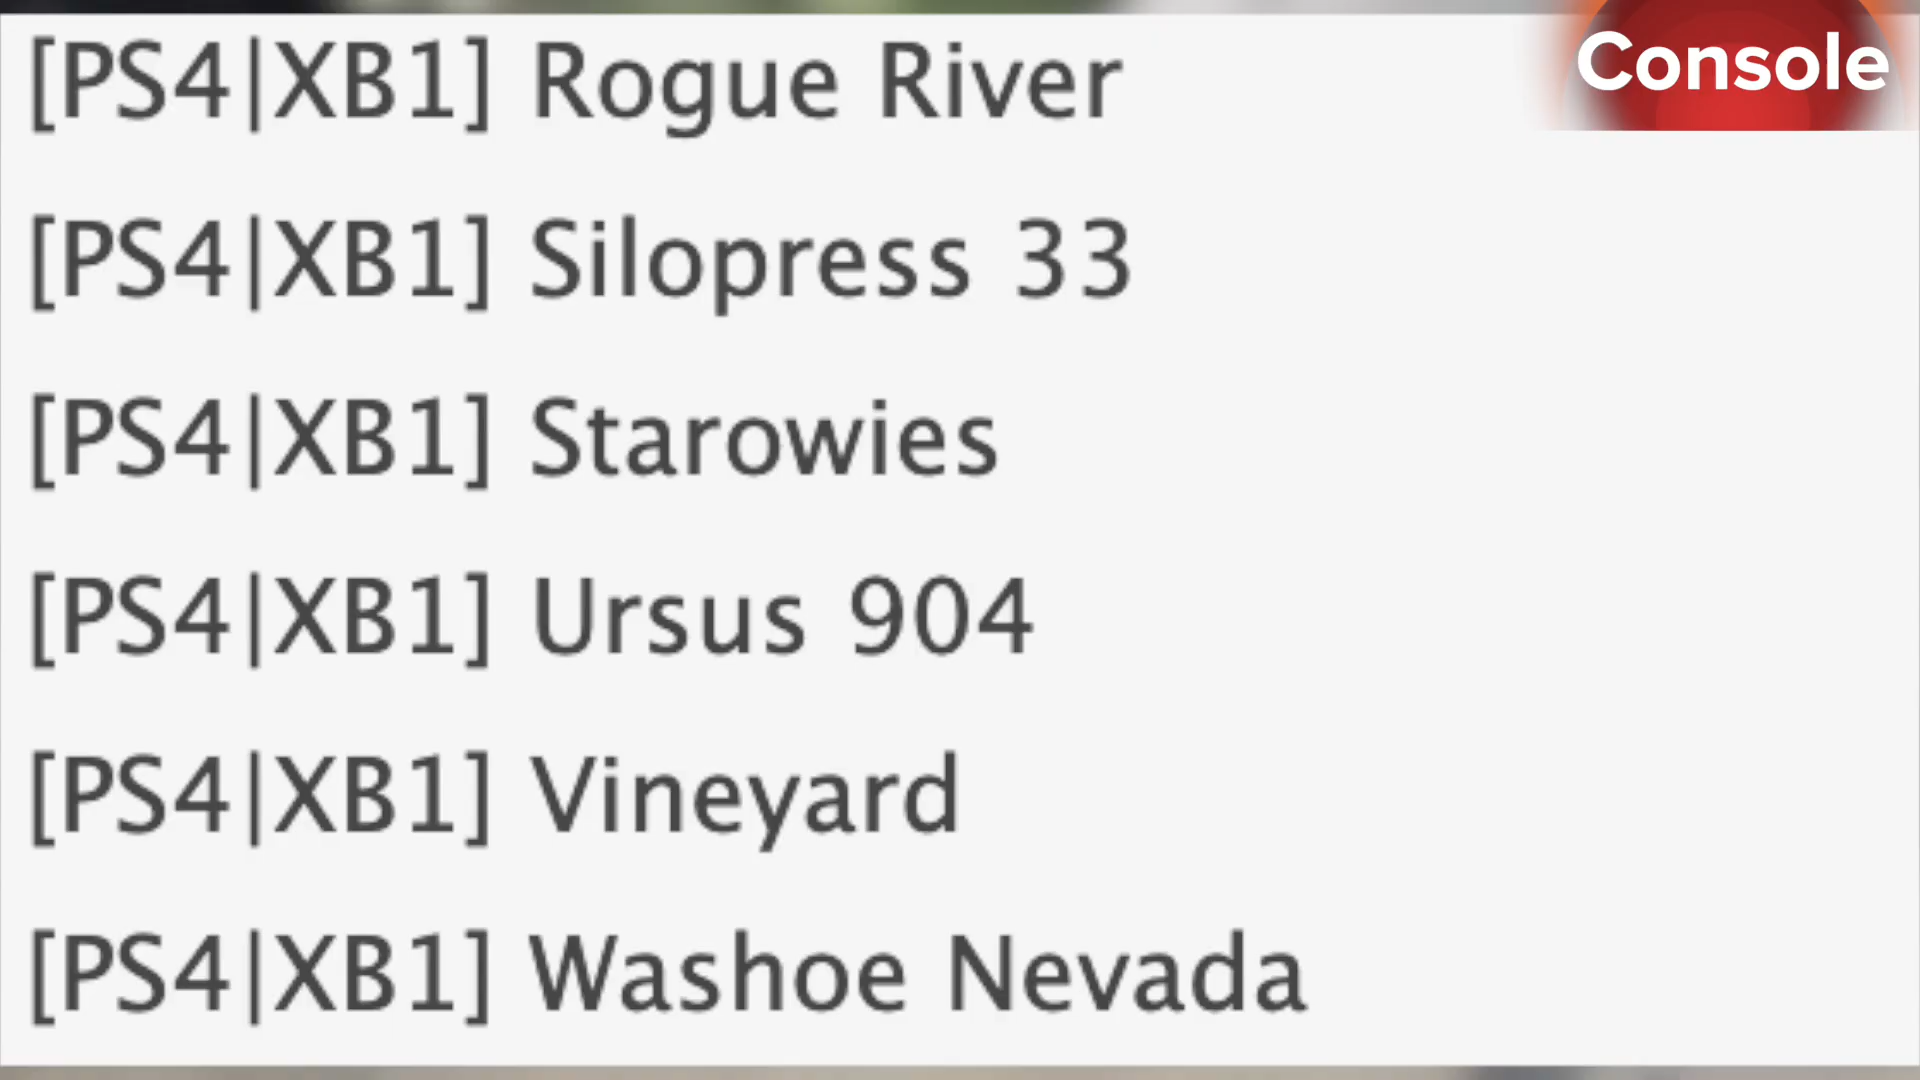 [PS4|XB1] Rogue River
Console
[PS4|XB1] Silopress 33
[PS4|XB1] Starowies
[PS4|XB1] Ursus 904
[PS4|XB1] Vineyard
[PS4|XB1] Washoe Nevada